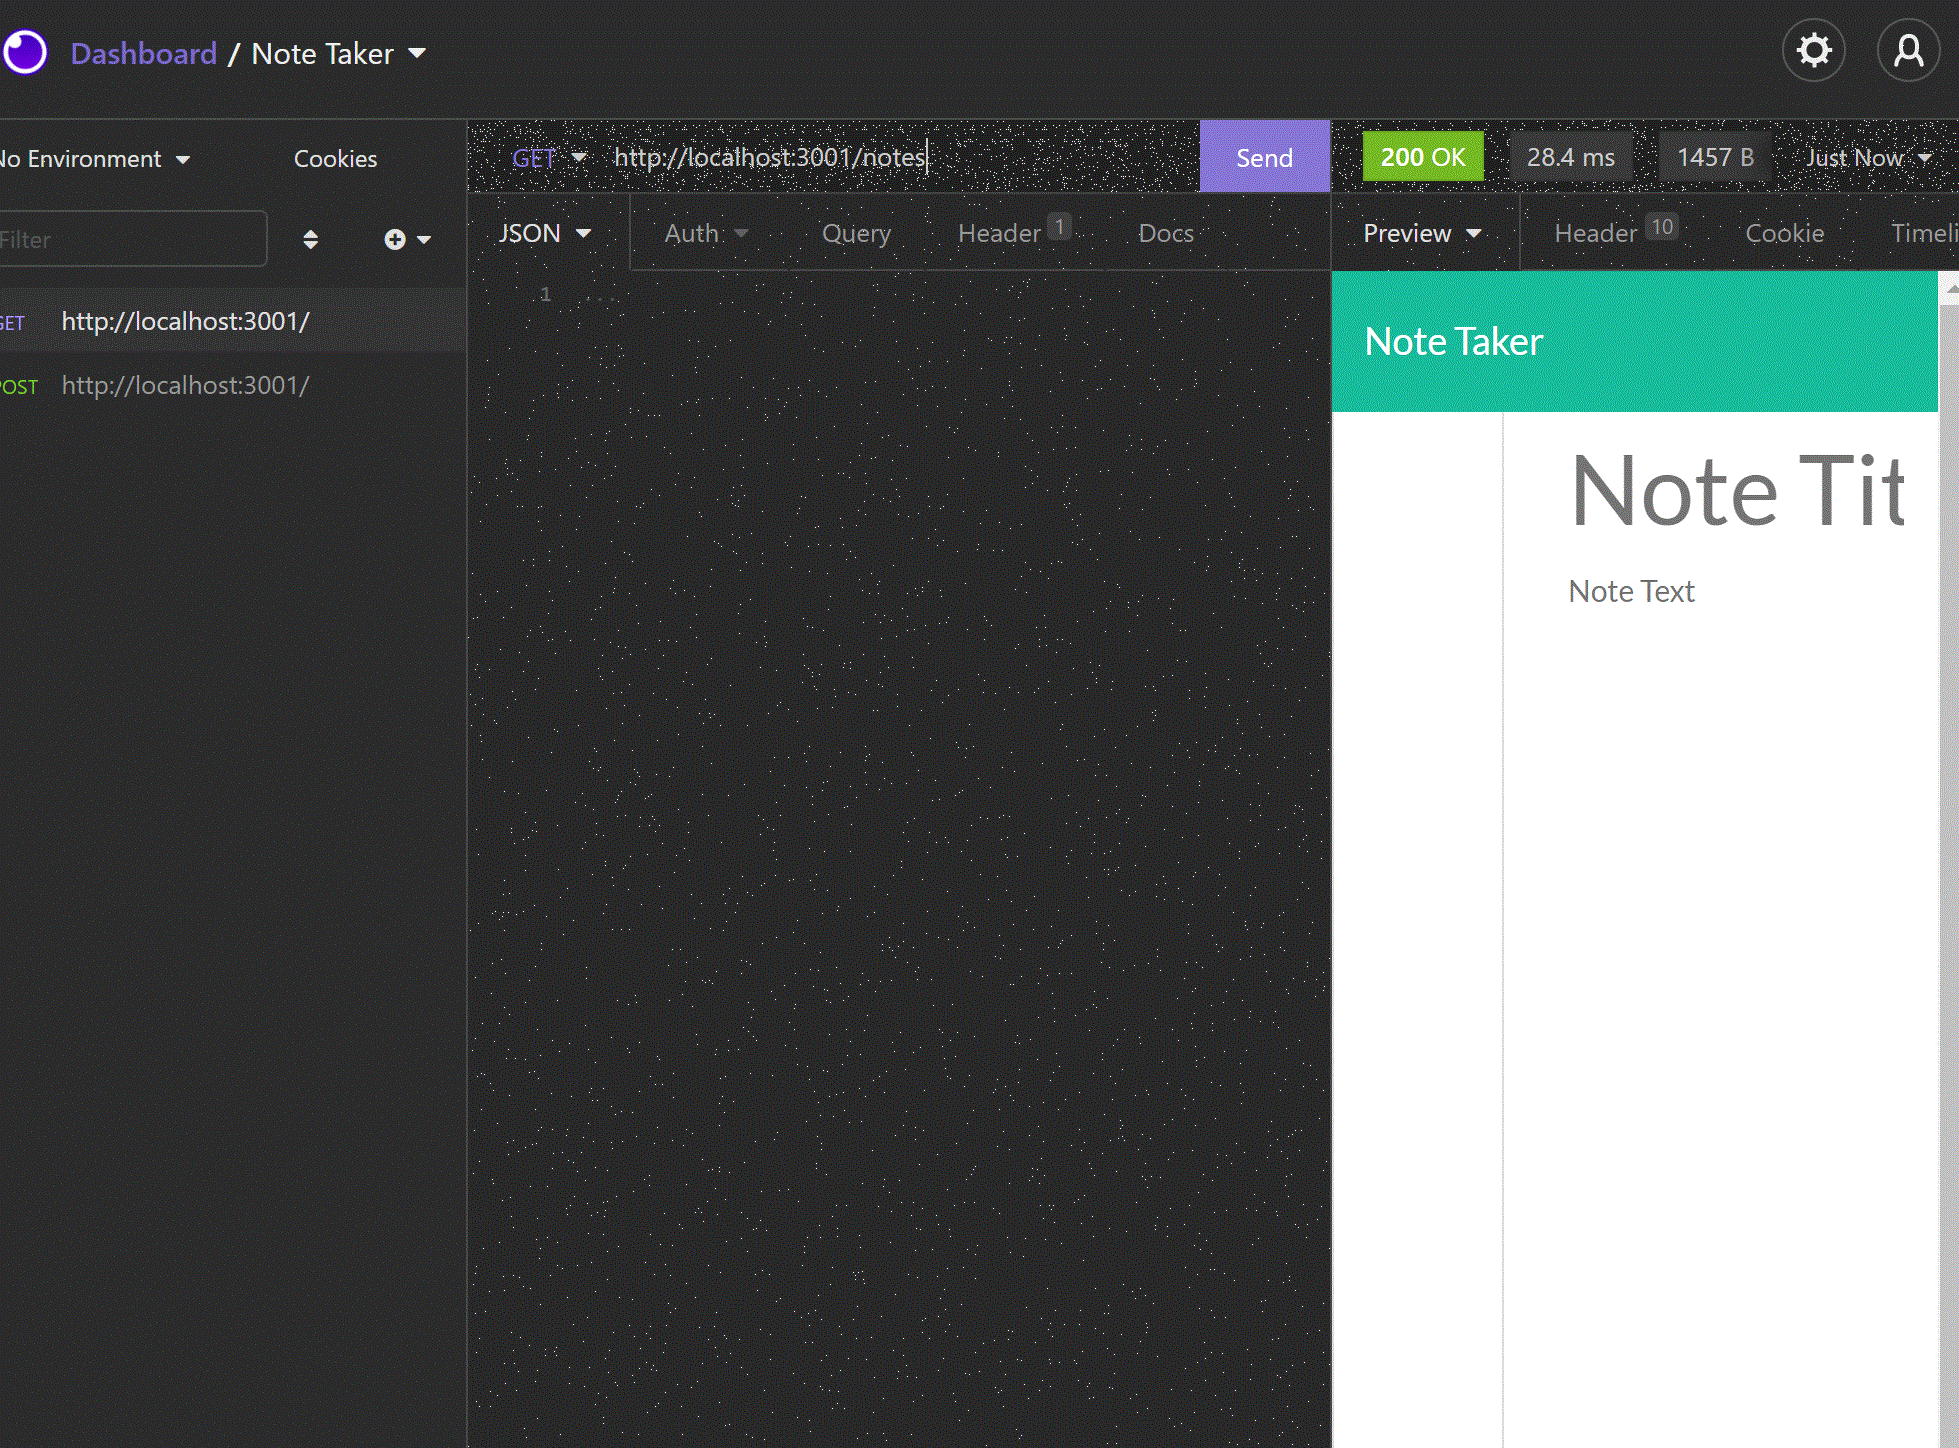 Dashboard / Note Taker
No Environment Cookies
GET http://localhost:3001/notes Send
200 OK 28.4 ms 1457 B Just Now
Filter
JSON Auth Query Header 1 Docs
Preview Header 10 Cookie Timeli
1 ...
GET http://localhost:3001/
POST http://localhost:3001/
Note Taker
Note Tit
Note Text